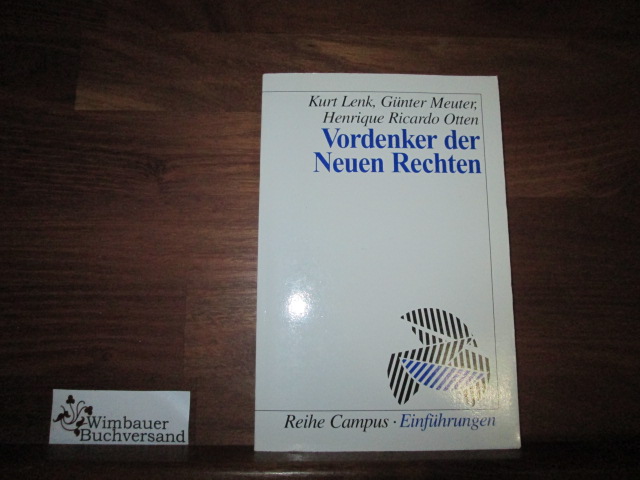 Kurt Lenk, Günter Meuter,
Henrique Ricardo Otten
Vordenker der
Neuen Rechten
Reihe Campus · Einführungen
Wimbauer
Buchversand